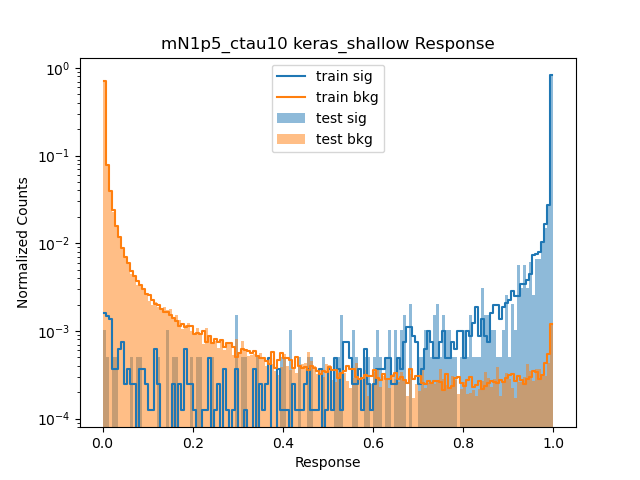 mN1p5_ctau10 keras_shallow Response
train sig
train bkg
test sig
test bkg
Normalized Counts
10⁰
10⁻¹
10⁻²
10⁻³
10⁻⁴
0.0 0.2 0.4 0.6 0.8 1.0
Response